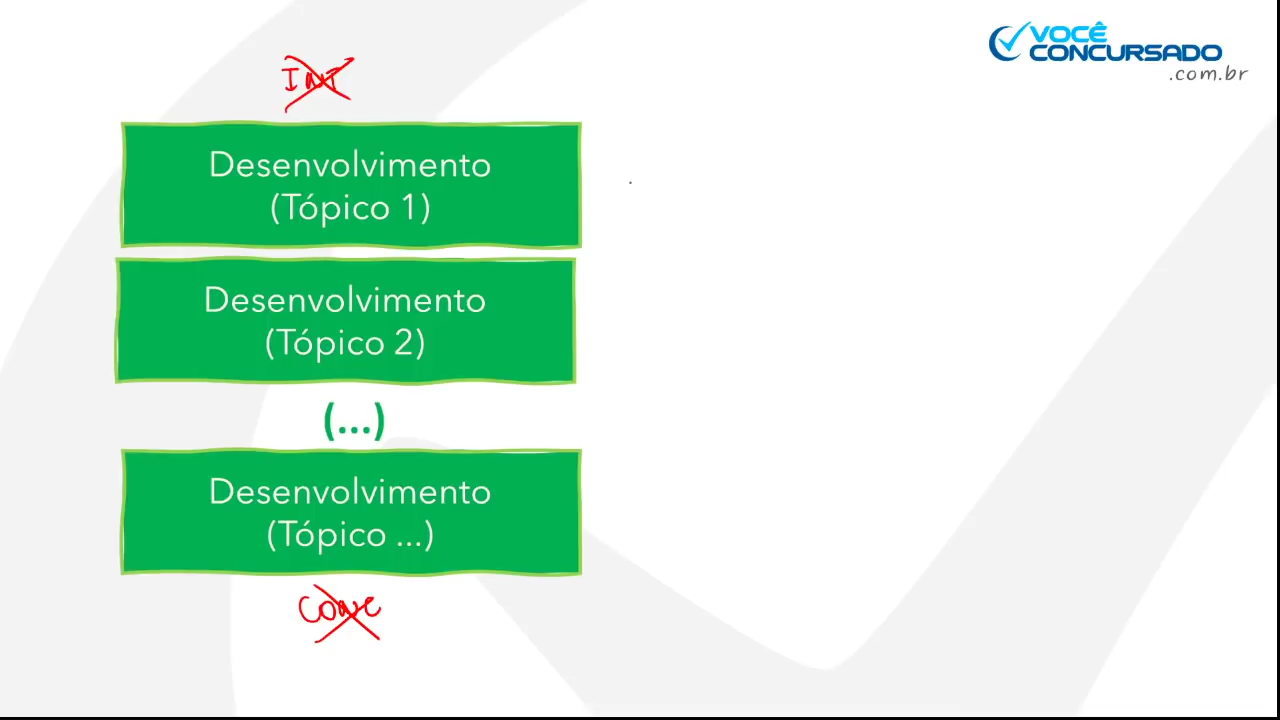 VOCÊ
CONCURSADO
.com.br
INT
Desenvolvimento
(Tópico 1)
Desenvolvimento
(Tópico 2)
(...)
Desenvolvimento
(Tópico ...)
CONC